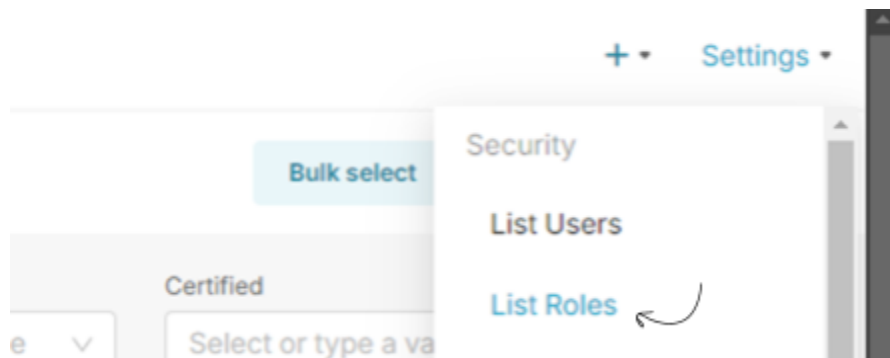 + Settings
Security
Bulk select
List Users
Certified
List Roles
e
Select or type a va